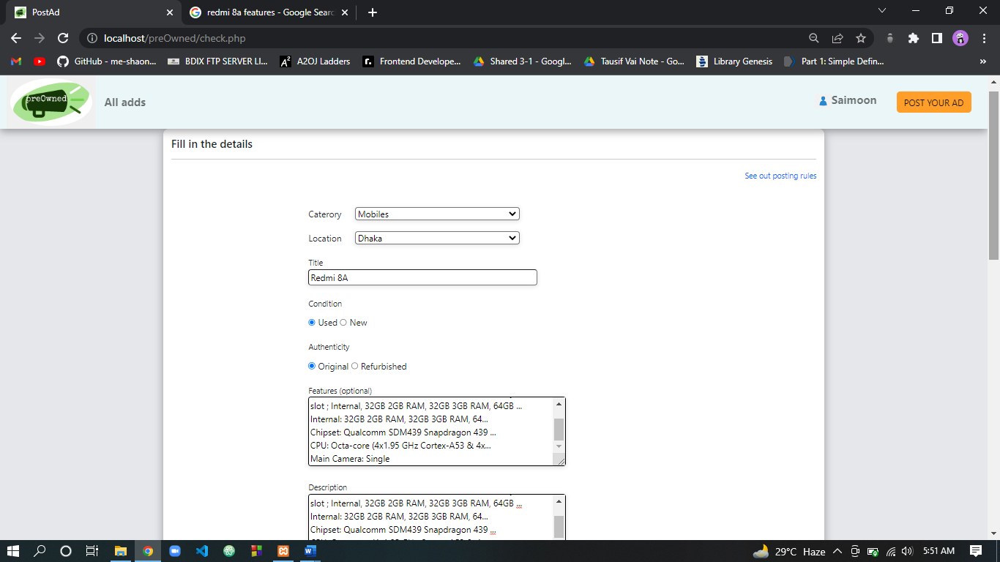 PostAd
redmi 8a features - Google Searc
localhost/preOwned/check.php
GitHub - me-shaon...
BDIX FTP SERVER LI...
A2OJ Ladders
Frontend Develope...
Shared 3-1 - Googl...
Tausif Vai Note - Go...
Library Genesis
Part 1: Simple Defin...
»
preOwned
All adds
Saimoon
POST YOUR AD
Fill in the details
See out posting rules
Caterory
Mobiles
Location
Dhaka
Title
Redmi 8A
Condition
Used
New
Authenticity
Original
Refurbished
Features (optional)
slot ; Internal, 32GB 2GB RAM, 32GB 3GB RAM, 64GB ...
Internal: 32GB 2GB RAM, 32GB 3GB RAM, 64...
Chipset: Qualcomm SDM439 Snapdragon 439 ...
CPU: Octa-core (4x1.95 GHz Cortex-A53 & 4x...
Main Camera: Single
Description
slot ; Internal, 32GB 2GB RAM, 32GB 3GB RAM, 64GB ...
Internal: 32GB 2GB RAM, 32GB 3GB RAM, 64...
Chipset: Qualcomm SDM439 Snapdragon 439 ...
29°C Haze
5:51 AM